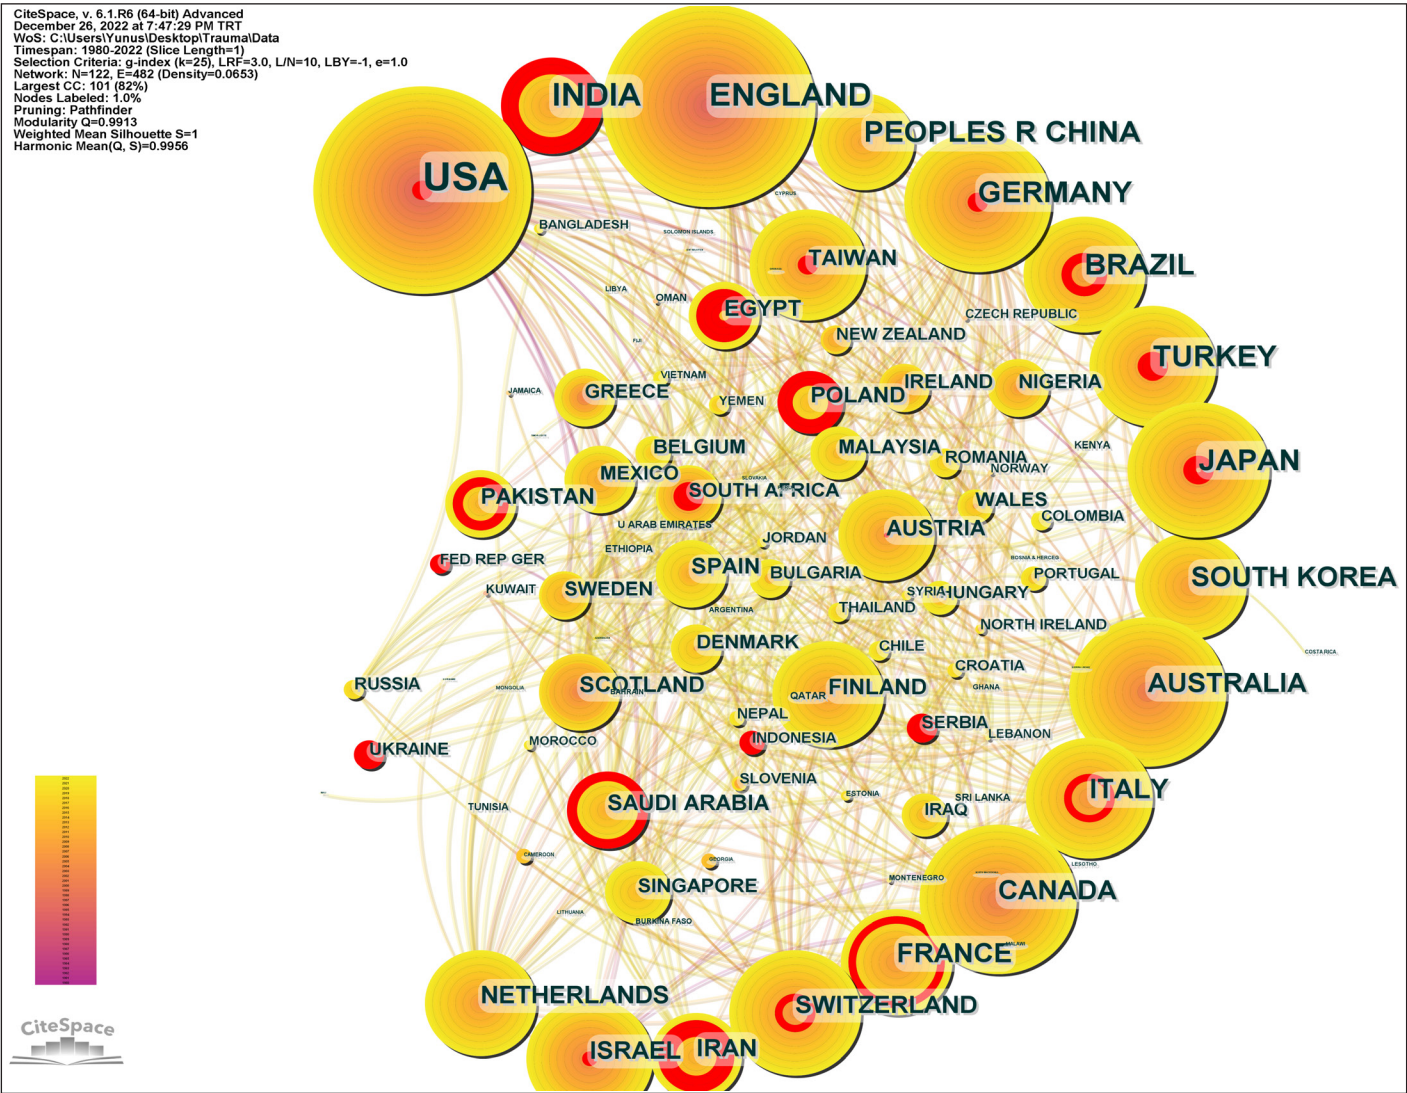 CiteSpace, v. 6.1.R6 (64-bit) Advanced
December 26, 2022 at 7:47:29 PM TRT
WoS: C:\Users\Yunus\Desktop\Trauma\Data
Timespan: 1980-2022 (Slice Length=1)
Selection Criteria: g-index (k=25), LRF=3.0, L/N=10, LBY=-1, e=1.0
Network: N=122, E=482 (Density=0.0653)
Largest CC: 101 (82%)
Nodes Labeled: 1.0%
Pruning: Pathfinder
Modularity Q=0.9913
Weighted Mean Silhouette S=1
Harmonic Mean(Q, S)=0.9956
INDIA
ENGLAND
PEOPLES R CHINA
USA
GERMANY
CYPRUS
BANGLADESH
SOLOMON ISLANDS
TAIWAN
BRAZIL
LIBYA
OMAN
EGYPT
CZECH REPUBLIC
NEW ZEALAND
FIJI
TURKEY
VIETNAM
IRELAND
NIGERIA
JAMAICA
GREECE
YEMEN
POLAND
BELGIUM
MALAYSIA
KENYA
ROMANIA
NORWAY
JAPAN
MEXICO
SLOVAKIA
PAKISTAN
SOUTH AFRICA
WALES
COLOMBIA
U ARAB EMIRATES
AUSTRIA
JORDAN
ETHIOPIA
BOSNIA & HERCEG
FED REP GER
SPAIN
BULGARIA
PORTUGAL
SOUTH KOREA
KUWAIT
SWEDEN
SYRIA
HUNGARY
ARGENTINA
THAILAND
NORTH IRELAND
DENMARK
CHILE
COSTA RICA
CROATIA
RUSSIA
MONGOLIA
SCOTLAND
BAHRAIN
QATAR
FINLAND
GHANA
AUSTRALIA
NEPAL
SERBIA
LEBANON
UKRAINE
MOROCCO
INDONESIA
SLOVENIA
ITALY
TUNISIA
SAUDI ARABIA
ESTONIA
SRI LANKA
IRAQ
CAMEROON
GEORGIA
LESOTHO
MONTENEGRO
SINGAPORE
CANADA
LITHUANIA
BURKINA FASO
MALAWI
FRANCE
NETHERLANDS
SWITZERLAND
ISRAEL
IRAN
CiteSpace